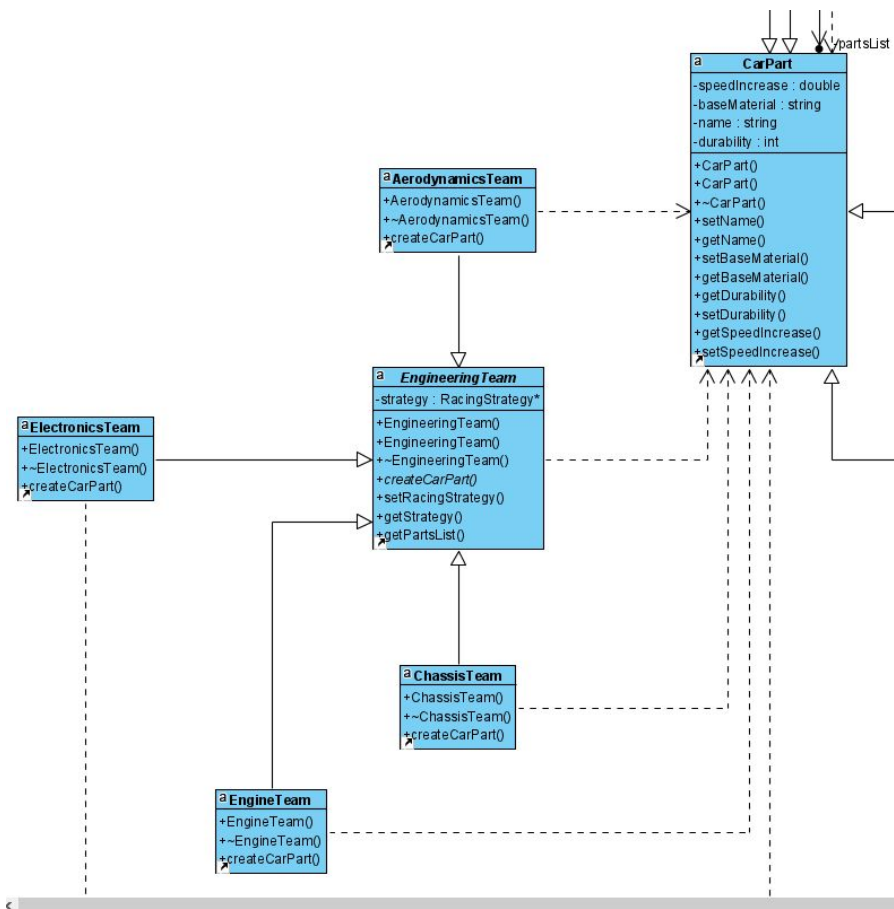 -partsList
a CarPart
-speedIncrease : double
-baseMaterial : string
-name : string
-durability : int
+CarPart()
+CarPart()
+~CarPart()
+setName()
+getName()
+setBaseMaterial()
+getBaseMaterial()
+getDurability()
+setDurability()
+getSpeedIncrease()
+setSpeedIncrease()
a AerodynamicsTeam
+AerodynamicsTeam()
+~AerodynamicsTeam()
+createCarPart()
a EngineeringTeam
-strategy : RacingStrategy*
+EngineeringTeam()
+EngineeringTeam()
+~EngineeringTeam()
+createCarPart()
+setRacingStrategy()
+getStrategy()
+getPartsList()
a ElectronicsTeam
+ElectronicsTeam()
+~ElectronicsTeam()
+createCarPart()
a ChassisTeam
+ChassisTeam()
+~ChassisTeam()
+createCarPart()
a EngineTeam
+EngineTeam()
+~EngineTeam()
+createCarPart()